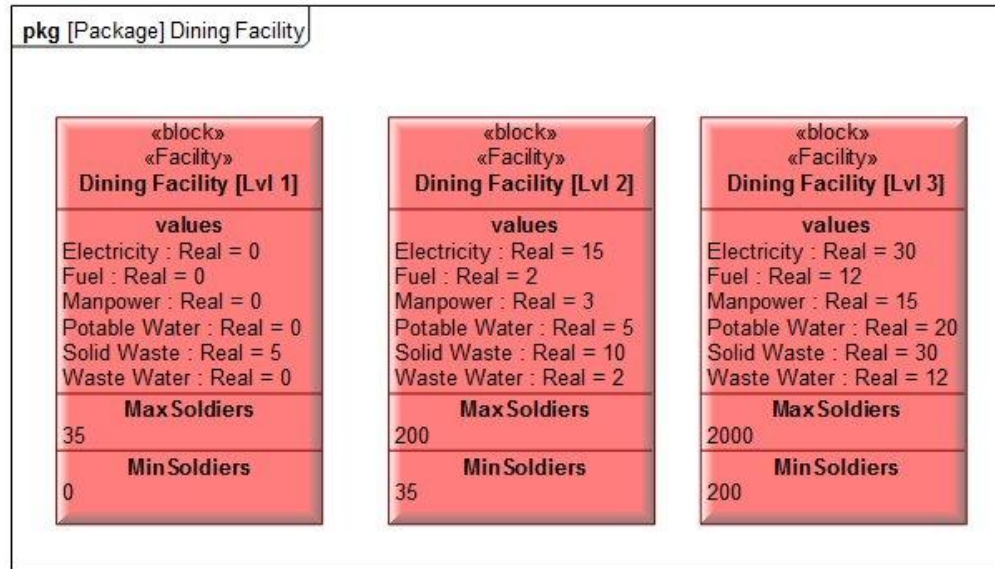 pkg [Package] Dining Facility
«block»
«Facility»
Dining Facility [Lvl 1]
values
Electricity : Real = 0
Fuel : Real = 0
Manpower : Real = 0
Potable Water : Real = 0
Solid Waste : Real = 5
Waste Water : Real = 0
MaxSoldiers
35
MinSoldiers
0
«block»
«Facility»
Dining Facility [Lvl 2]
values
Electricity : Real = 15
Fuel : Real = 2
Manpower : Real = 3
Potable Water : Real = 5
Solid Waste : Real = 10
Waste Water : Real = 2
MaxSoldiers
200
MinSoldiers
35
«block»
«Facility»
Dining Facility [Lvl 3]
values
Electricity : Real = 30
Fuel : Real = 12
Manpower : Real = 15
Potable Water : Real = 20
Solid Waste : Real = 30
Waste Water : Real = 12
MaxSoldiers
2000
MinSoldiers
200